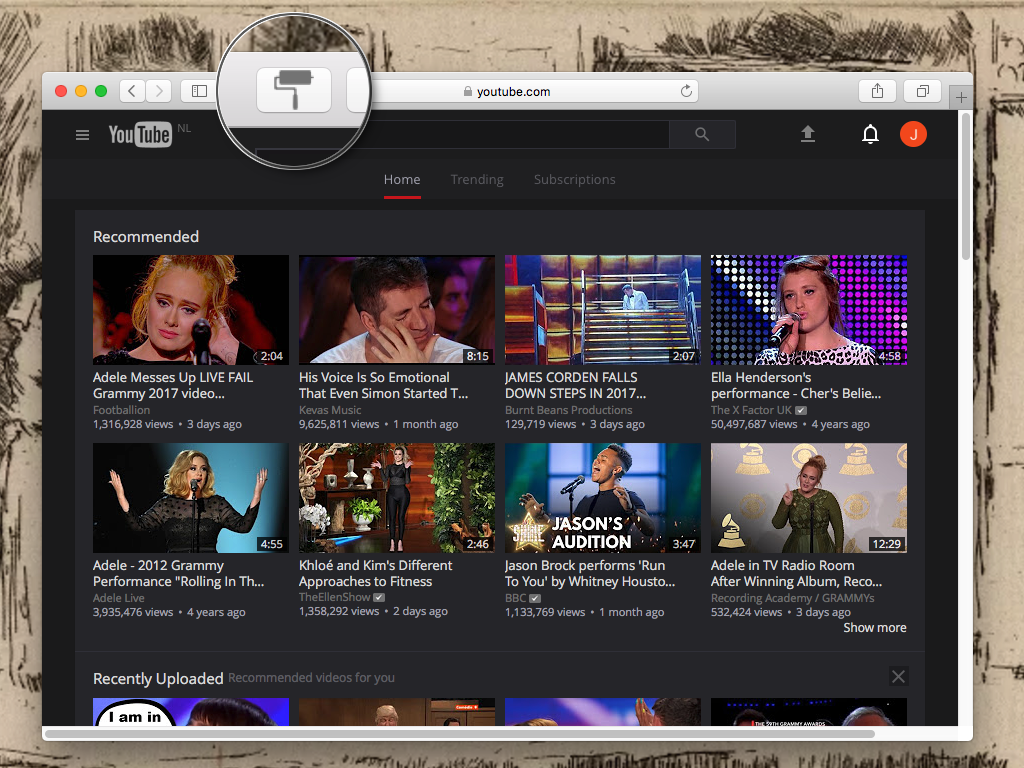 youtube.com
YouTube NL
J
Home Trending Subscriptions
Recommended
2:04
8:15
2:07
4:58
Adele Messes Up LIVE FAIL
Grammy 2017 video...
Footballion
1,316,928 views • 3 days ago
His Voice Is So Emotional
That Even Simon Started T...
Kevas Music
9,625,811 views • 1 month ago
JAMES CORDEN FALLS
DOWN STEPS IN 2017...
Burnt Beans Productions
129,719 views • 3 days ago
Ella Henderson's
performance - Cher's Belie...
The X Factor UK
50,497,687 views • 4 years ago
4:55
2:46
JASON'S
AUDITION
3:47
12:29
Adele - 2012 Grammy
Performance "Rolling In Th...
Adele Live
3,935,476 views • 4 years ago
Khloé and Kim's Different
Approaches to Fitness
TheEllenShow
1,358,292 views • 2 days ago
Jason Brock performs 'Run
To You' by Whitney Housto...
BBC
1,133,769 views • 1 month ago
Adele in TV Radio Room
After Winning Album, Reco...
Recording Academy / GRAMMYs
532,424 views • 3 days ago
Show more
Recently Uploaded Recommended videos for you
I am in
THE 59TH GRAMMY AWARDS